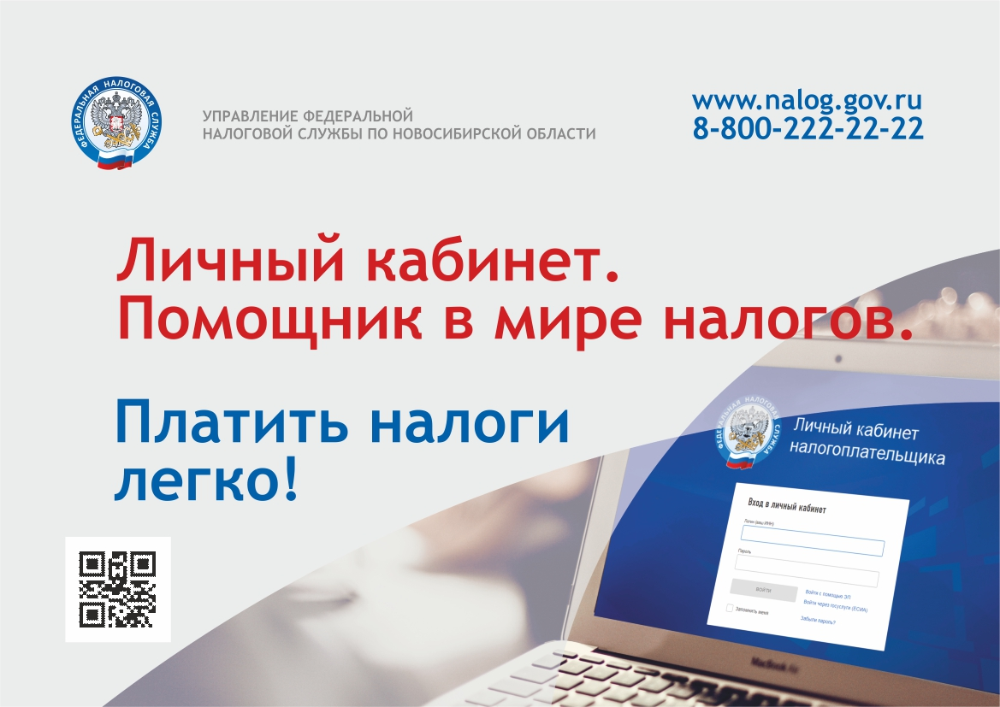 ФЕДЕРАЛЬНАЯ НАЛОГОВАЯ СЛУЖБА
УПРАВЛЕНИЕ ФЕДЕРАЛЬНОЙ
НАЛОГОВОЙ СЛУЖБЫ ПО НОВОСИБИРСКОЙ ОБЛАСТИ
www.nalog.gov.ru
8-800-222-22-22
Личный кабинет.
Помощник в мире налогов.
Платить налоги
легко!
ФЕДЕРАЛЬНАЯ НАЛОГОВАЯ СЛУЖБА
Личный кабинет
налогоплательщика
Вход в личный кабинет
Логин (ваш ИНН)
Пароль
ВОЙТИ
Войти с помощью ЭП
Войти через госуслуги (ЕСИА)
Запомнить меня
Забыли пароль?
MacBook Air